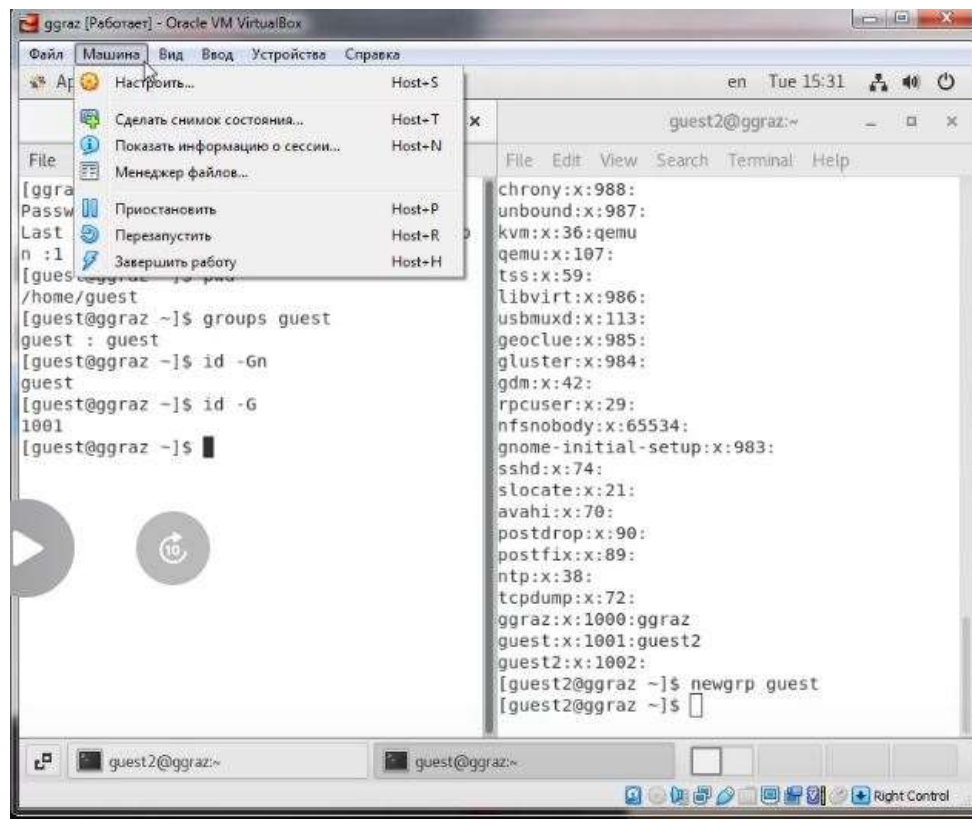 ggraz [Работает] - Oracle VM VirtualBox
Файл Машина Вид Ввод Устройства Справка
Настроить... Host+S
Сделать снимок состояния... Host+T
Показать информацию о сессии... Host+N
Менеджер файлов...
Приостановить Host+P
Перезапустить Host+R
Завершить работу Host+H
en Tue 15:31
File
[ggra
Passw
Last
n :1
/home/guest
[guest@ggraz ~]$ groups guest
guest : guest
[guest@ggraz ~]$ id -Gn
guest
[guest@ggraz ~]$ id -G
1001
[guest@ggraz ~]$
10
guest2@ggraz:~
File Edit View Search Terminal Help
chrony:x:988:
unbound:x:987:
kvm:x:36:qemu
qemu:x:107:
tss:x:59:
libvirt:x:986:
usbmuxd:x:113:
geoclue:x:985:
gluster:x:984:
gdm:x:42:
rpcuser:x:29:
nfsnobody:x:65534:
gnome-initial-setup:x:983:
sshd:x:74:
slocate:x:21:
avahi:x:70:
postdrop:x:90:
postfix:x:89:
ntp:x:38:
tcpdump:x:72:
ggraz:x:1000:ggraz
guest:x:1001:guest2
guest2:x:1002:
[guest2@ggraz ~]$ newgrp guest
[guest2@ggraz ~]$
guest2@ggraz:~
guest@ggraz:~
Right Control